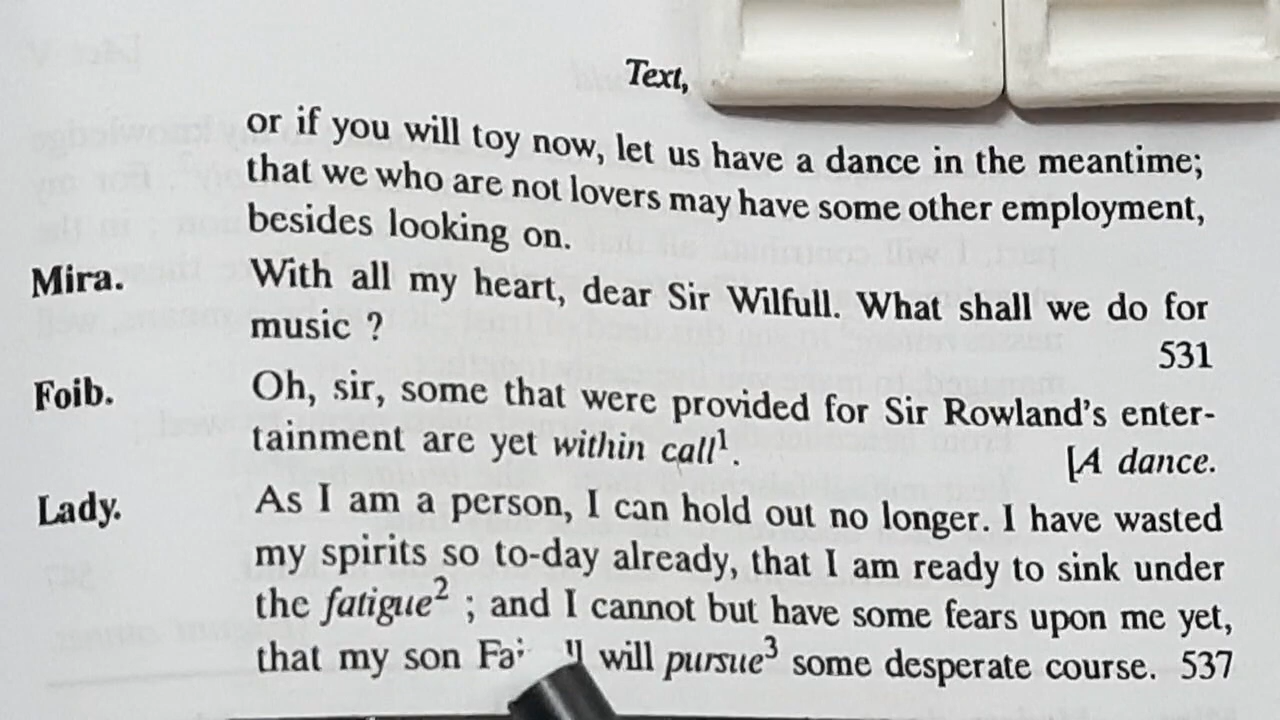 Text,
or if you will toy now, let us have a dance in the meantime;
that we who are not lovers may have some other employment,
besides looking on.
Mira. With all my heart, dear Sir Wilfull. What shall we do for
music ? 531
Foib. Oh, sir, some that were provided for Sir Rowland's enter-
tainment are yet within call¹. [A dance.
Lady. As I am a person, I can hold out no longer. I have wasted
my spirits so to-day already, that I am ready to sink under
the fatigue² ; and I cannot but have some fears upon me yet,
that my son will pursue³ some desperate course. 537